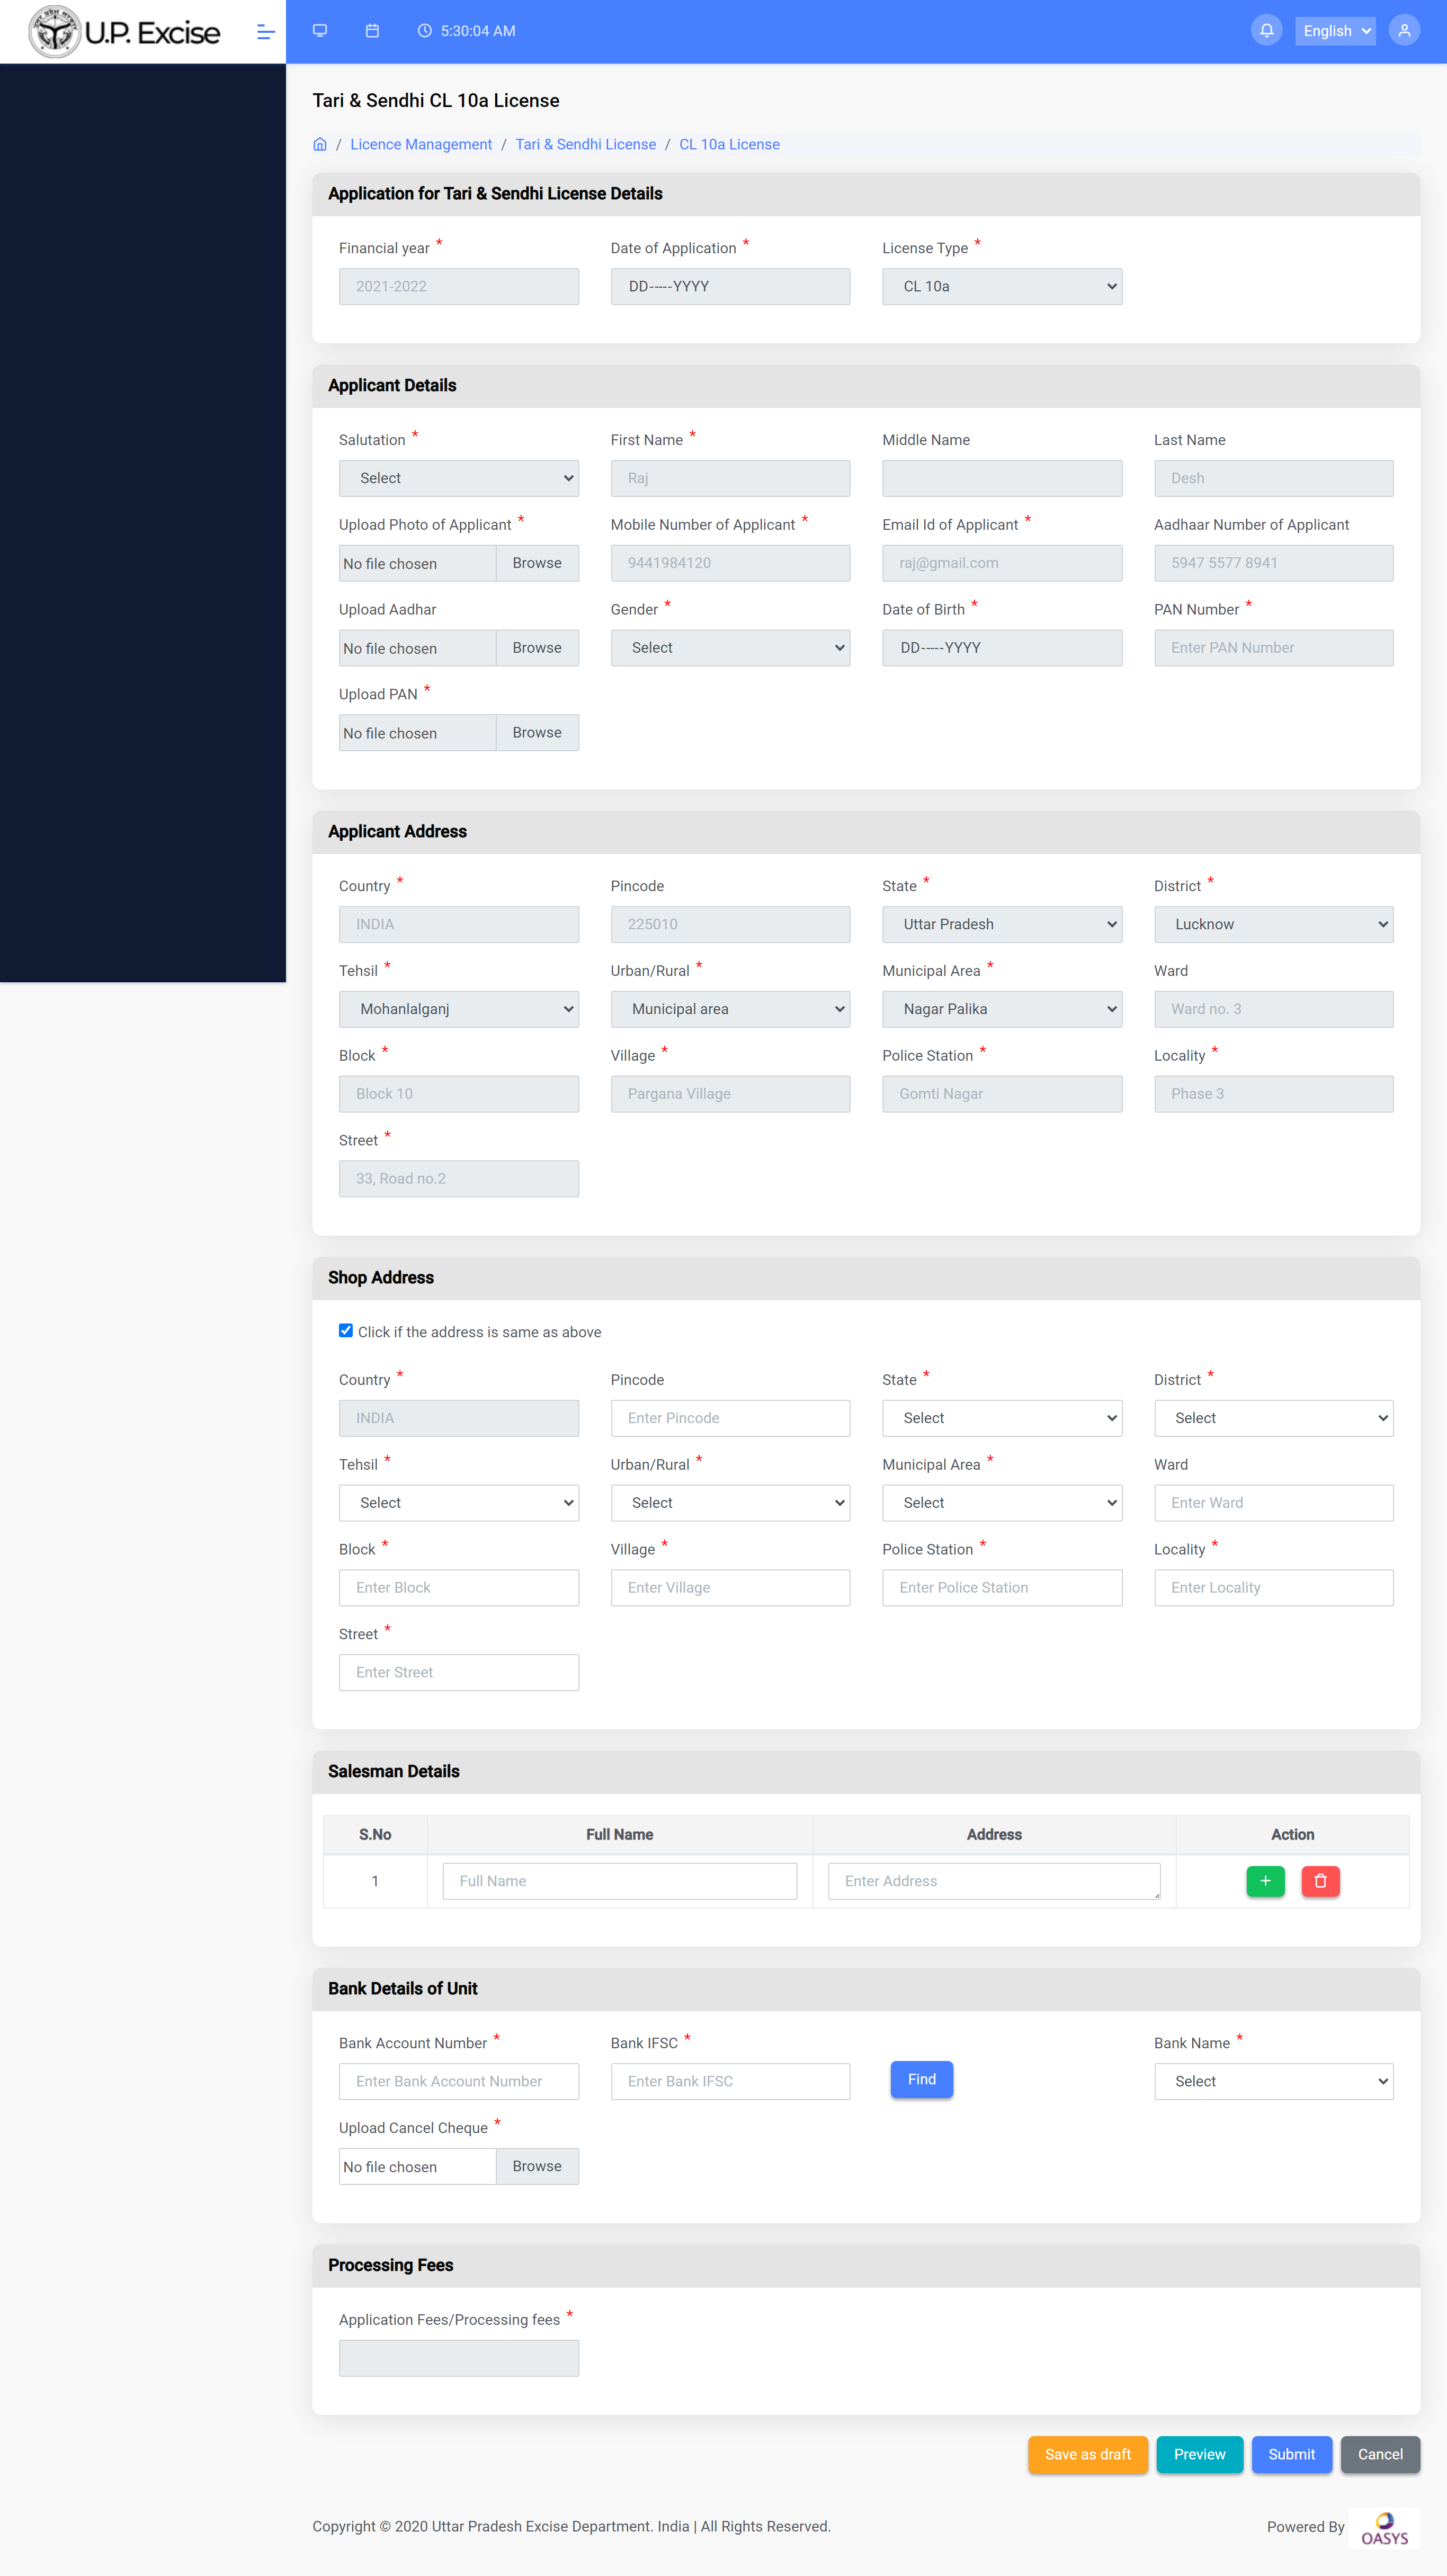 U.P. Excise
5:30:04 AM
English
Tari & Sendhi CL 10a License
/ Licence Management / Tari & Sendhi License / CL 10a License
Application for Tari & Sendhi License Details
Financial year * Date of Application * License Type *
2021-2022 DD-----YYYY CL 10a
Applicant Details
Salutation * First Name * Middle Name Last Name
Select Raj Desh
Upload Photo of Applicant * Mobile Number of Applicant * Email Id of Applicant * Aadhaar Number of Applicant
No file chosen Browse 9441984120 raj@gmail.com 5947 5577 8941
Upload Aadhar Gender * Date of Birth * PAN Number *
No file chosen Browse Select DD-----YYYY Enter PAN Number
Upload PAN *
No file chosen Browse
Applicant Address
Country * Pincode State * District *
INDIA 225010 Uttar Pradesh Lucknow
Tehsil * Urban/Rural * Municipal Area * Ward
Mohanlalganj Municipal area Nagar Palika Ward no. 3
Block * Village * Police Station * Locality *
Block 10 Pargana Village Gomti Nagar Phase 3
Street *
33, Road no.2
Shop Address
Click if the address is same as above
Country * Pincode State * District *
INDIA Enter Pincode Select Select
Tehsil * Urban/Rural * Municipal Area * Ward
Select Select Select Enter Ward
Block * Village * Police Station * Locality *
Enter Block Enter Village Enter Police Station Enter Locality
Street *
Enter Street
Salesman Details
S.No Full Name Address Action
1 Full Name Enter Address +
Bank Details of Unit
Bank Account Number * Bank IFSC * Bank Name *
Enter Bank Account Number Enter Bank IFSC Find Select
Upload Cancel Cheque *
No file chosen Browse
Processing Fees
Application Fees/Processing fees *
Save as draft Preview Submit Cancel
Copyright © 2020 Uttar Pradesh Excise Department. India | All Rights Reserved. Powered By OASYS